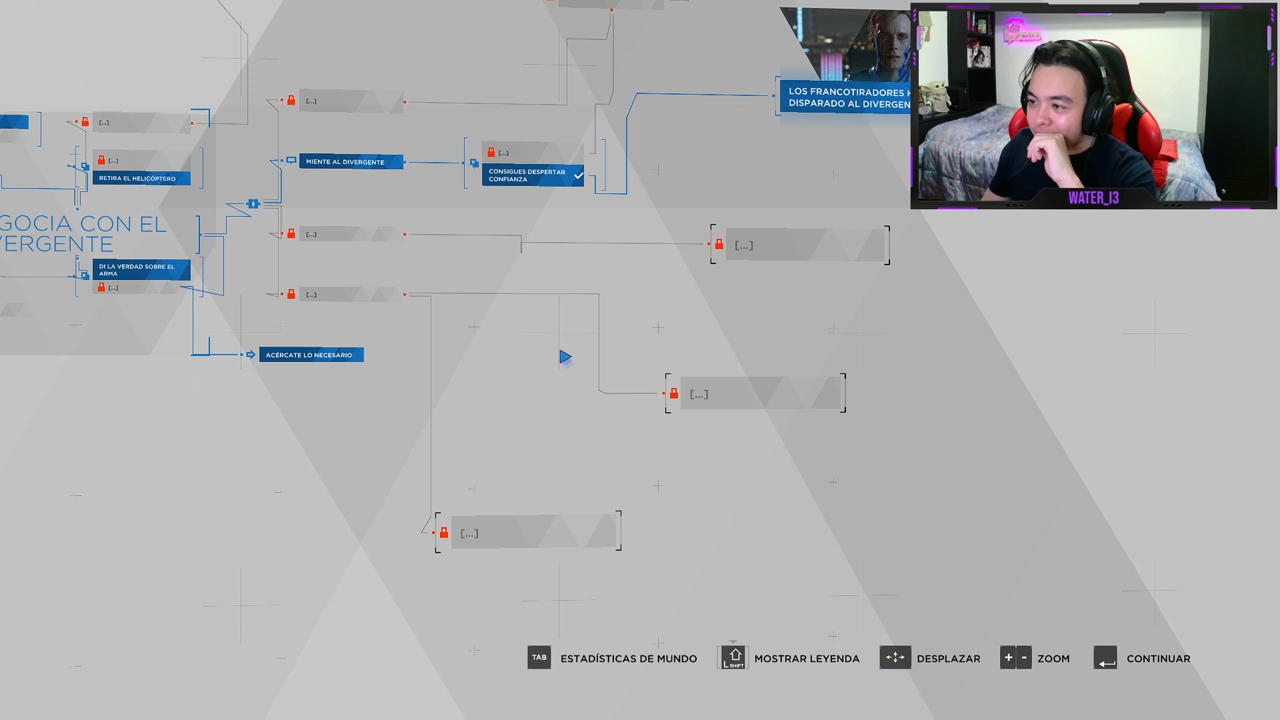 LOS FRANCOTIRADORES
DISPARADO AL DIVERGEN
WATER_I3
[...]
[...]
[...]
RETIRA EL HELICÓPTERO
MIENTE AL DIVERGENTE
[...]
CONSIGUES DESPERTAR
CONFIANZA
GOCIA CON EL
VERGENTE
[...]
[...]
DI LA VERDAD SOBRE EL
ARMA
[...]
[...]
ACÉRCATE LO NECESARIO
[...]
[...]
TAB ESTADÍSTICAS DE MUNDO
L SHIFT MOSTRAR LEYENDA
DESPLAZAR
+ - ZOOM
CONTINUAR